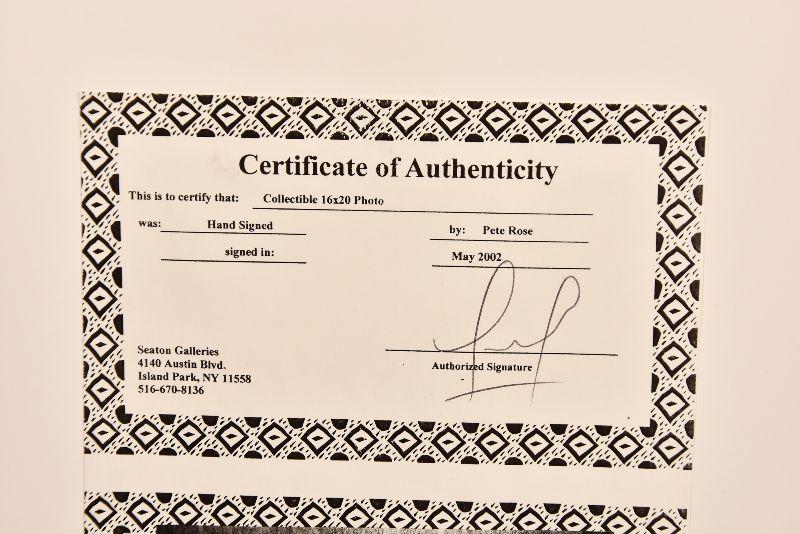 Certificate of Authenticity
This is to certify that: Collectible 16x20 Photo
was: Hand Signed by: Pete Rose
signed in: May 2002
Seaton Galleries
4140 Austin Blvd.
Island Park, NY 11558
516-670-8136
Authorized Signature